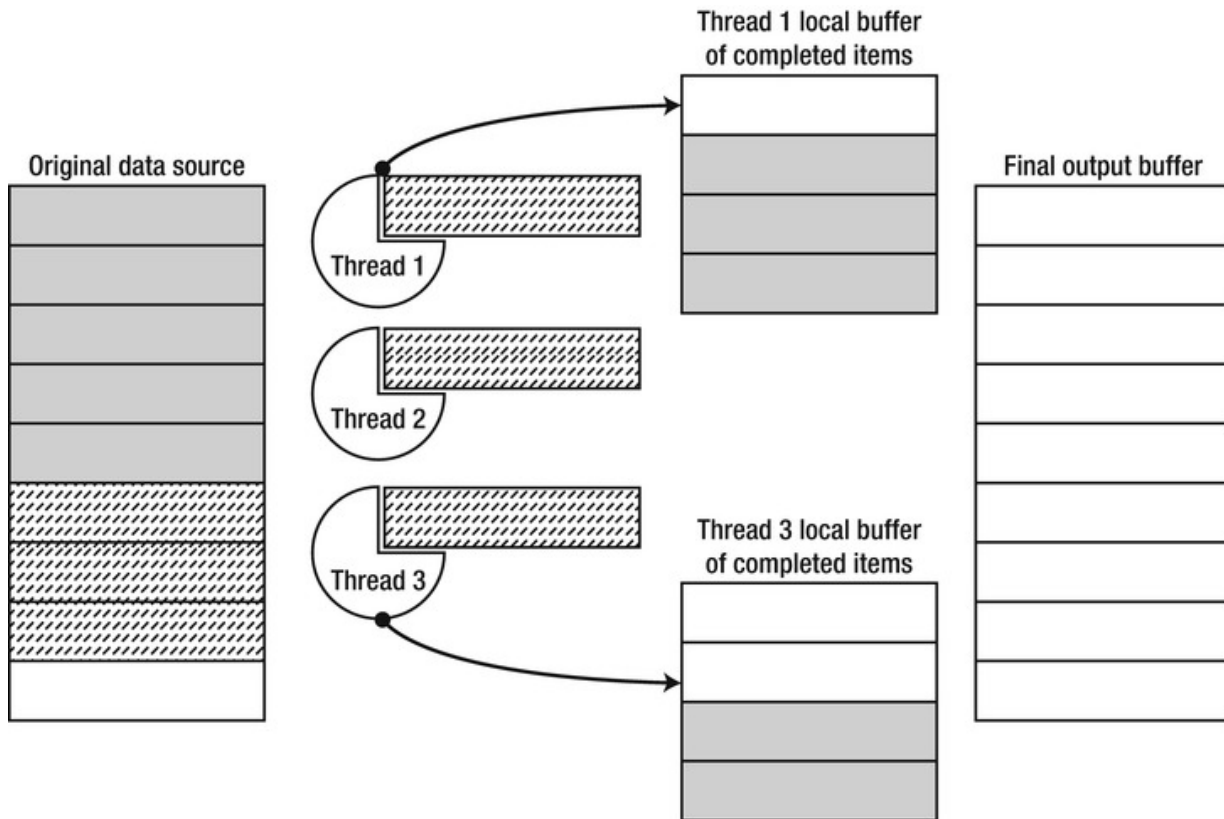 Thread 1 local buffer
of completed items
Original data source
Final output buffer
Thread 1
Thread 2
Thread 3
Thread 3 local buffer
of completed items